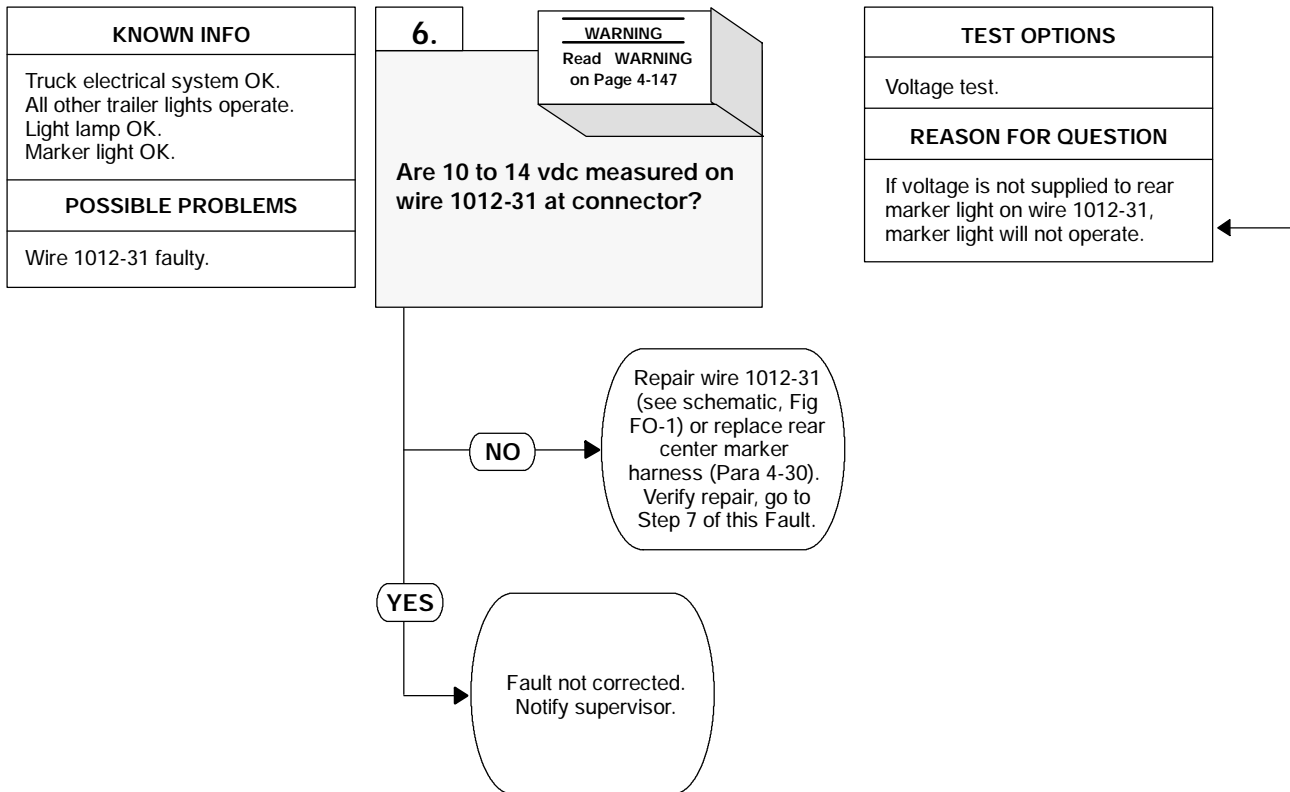 KNOWN INFO
Truck electrical system OK.
All other trailer lights operate.
Light lamp OK.
Marker light OK.
POSSIBLE PROBLEMS
Wire 1012-31 faulty.
6.
WARNING
Read WARNING
on Page 4-147
Are 10 to 14 vdc measured on
wire 1012-31 at connector?
TEST OPTIONS
Voltage test.
REASON FOR QUESTION
If voltage is not supplied to rear
marker light on wire 1012-31,
marker light will not operate.
NO
Repair wire 1012-31
(see schematic, Fig
FO-1) or replace rear
center marker
harness (Para 4-30).
Verify repair, go to
Step 7 of this Fault.
YES
Fault not corrected.
Notify supervisor.